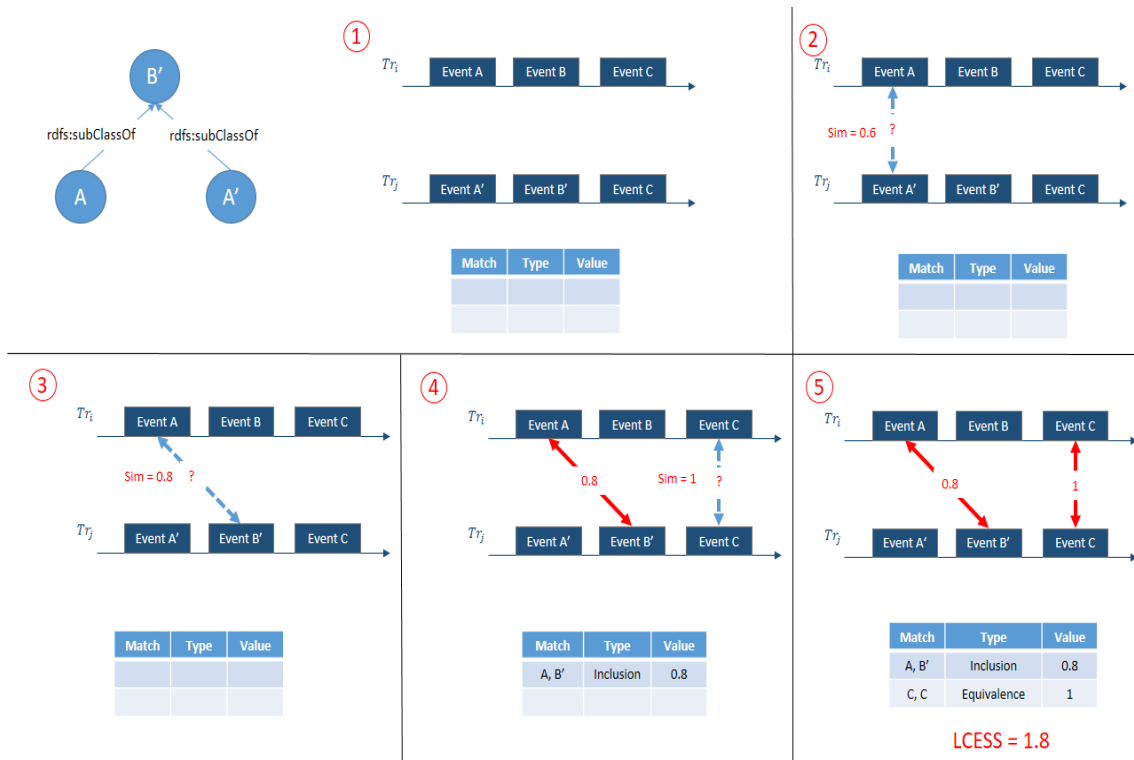 B’
rdfs:subClassOf rdfs:subClassOf
A A’
1
Tri
Event A Event B Event C
Trj
Event A’ Event B’ Event C
Match Type Value
2
Tri
Event A Event B Event C
Sim = 0.6 ?
Trj
Event A’ Event B’ Event C
Match Type Value
3
Tri
Event A Event B Event C
Sim = 0.8 ?
Trj
Event A’ Event B’ Event C
Match Type Value
4
Tri
Event A Event B Event C
0.8 Sim = 1 ?
Trj
Event A’ Event B’ Event C
Match Type Value
A, B’ Inclusion 0.8
5
Tri
Event A Event B Event C
0.8 1
Trj
Event A’ Event B’ Event C
Match Type Value
A, B’ Inclusion 0.8
C, C Equivalence 1
LCESS = 1.8